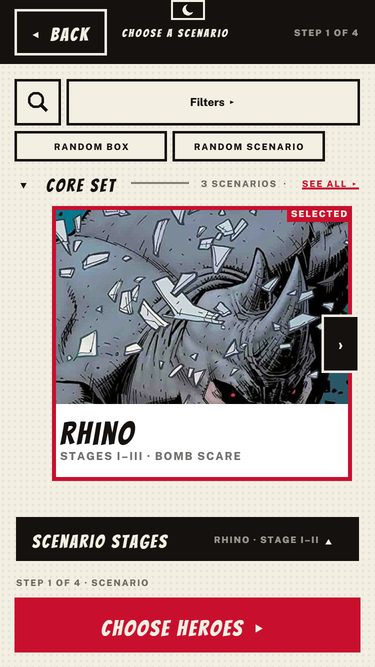 ◂ BACK
CHOOSE A SCENARIO
STEP 1 OF 4
Filters ▸
RANDOM BOX
RANDOM SCENARIO
▼ CORE SET
3 SCENARIOS · SEE ALL ▸
SELECTED
›
RHINO
STAGES I–III · BOMB SCARE
SCENARIO STAGES
RHINO · STAGE I–II ▲
STEP 1 OF 4 · SCENARIO
CHOOSE HEROES ▸